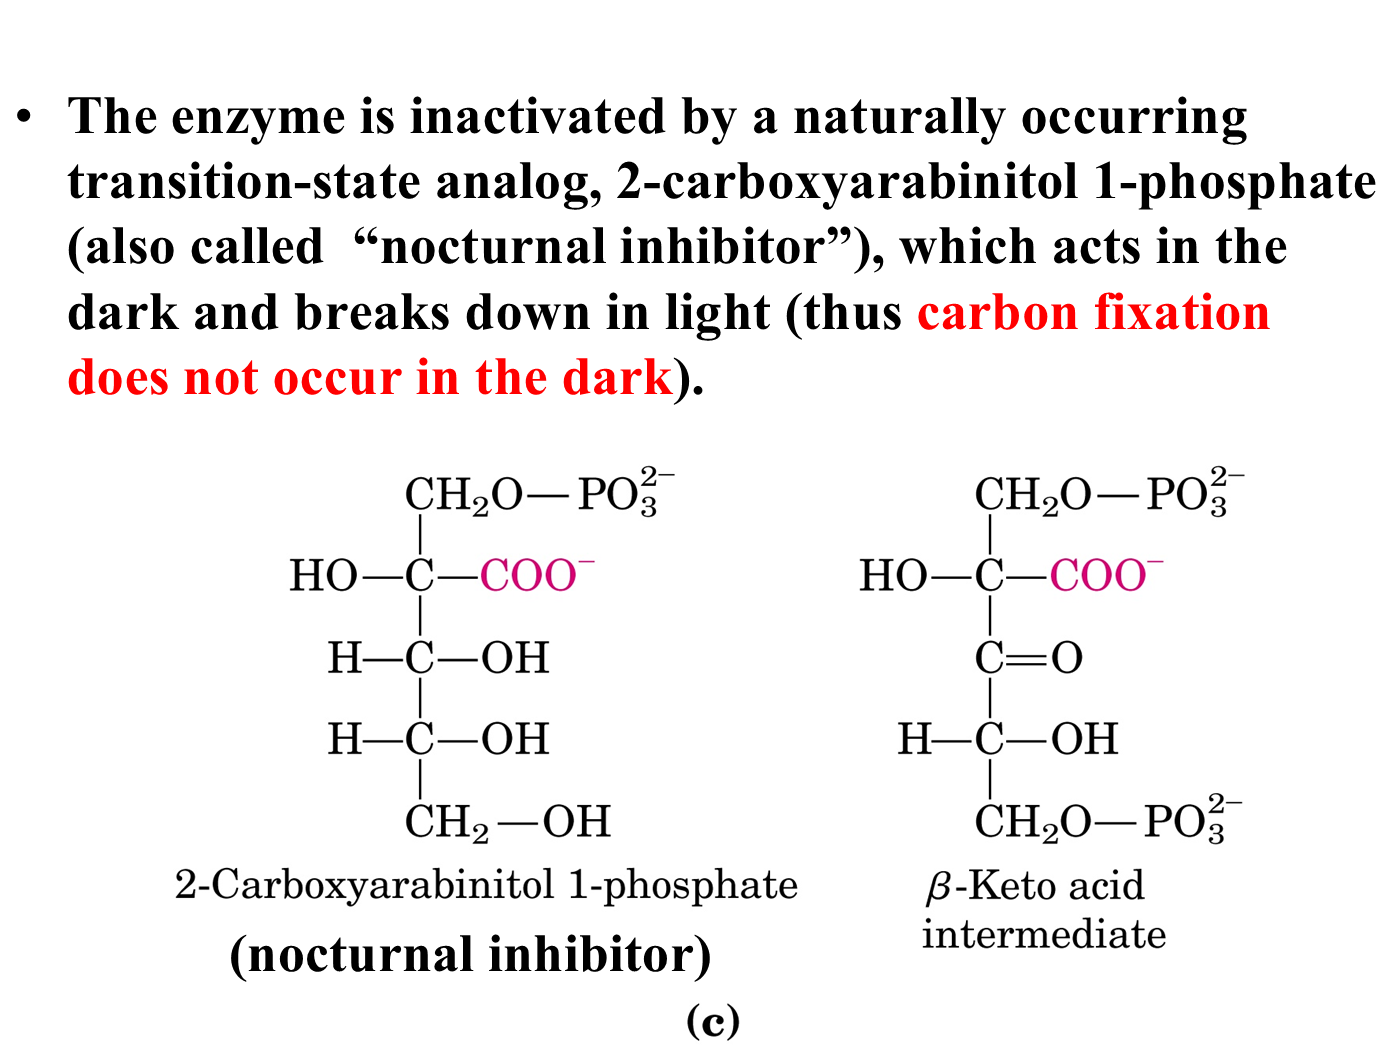 • The enzyme is inactivated by a naturally occurring
transition-state analog, 2-carboxyarabinitol 1-phosphate
(also called “nocturnal inhibitor”), which acts in the
dark and breaks down in light (thus carbon fixation
does not occur in the dark).
CH₂O—PO₃²⁻
HO—C—COO⁻
H—C—OH
H—C—OH
CH₂—OH
2-Carboxyarabinitol 1-phosphate
(nocturnal inhibitor)
CH₂O—PO₃²⁻
HO—C—COO⁻
C=O
H—C—OH
CH₂O—PO₃²⁻
β-Keto acid
intermediate
(c)